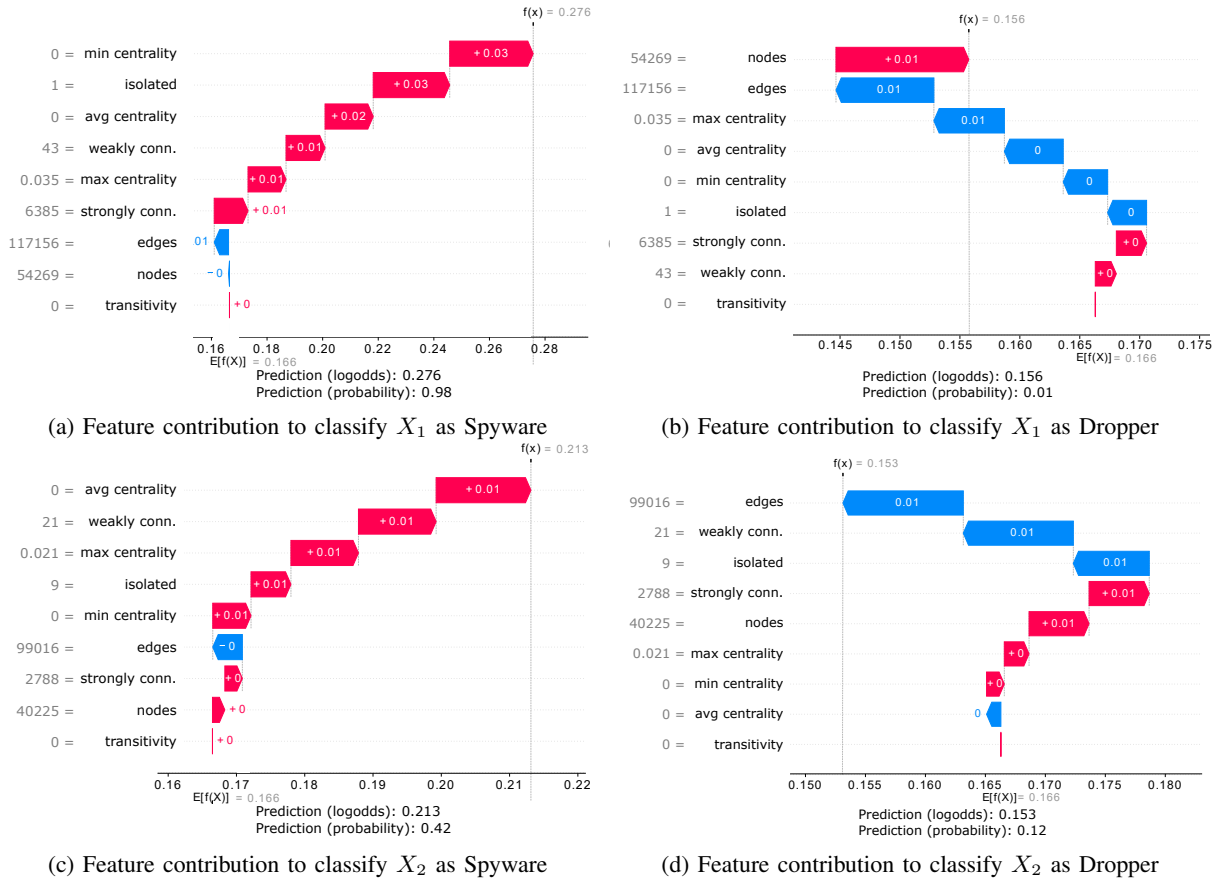 f(x) = 0.276
0 = min centrality +0.03
1 = isolated +0.03
0 = avg centrality +0.02
43 = weakly conn. +0.01
0.035 = max centrality +0.01
6385 = strongly conn. +0.01
117156 = edges 01
54269 = nodes −0
0 = transitivity +0
0.16 0.18 0.20 0.22 0.24 0.26 0.28
E[f(X)] = 0.166
Prediction (logodds): 0.276
Prediction (probability): 0.98
(a) Feature contribution to classify X1 as Spyware
f(x) = 0.156
54269 = nodes +0.01
117156 = edges 0.01
0.035 = max centrality 0.01
0 = avg centrality 0
0 = min centrality 0
1 = isolated 0
6385 = strongly conn. +0
43 = weakly conn. +0
0 = transitivity
0.145 0.150 0.155 0.160 0.165 0.170 0.175
E[f(X)] = 0.166
Prediction (logodds): 0.156
Prediction (probability): 0.01
(b) Feature contribution to classify X1 as Dropper
f(x) = 0.213
0 = avg centrality +0.01
21 = weakly conn. +0.01
0.021 = max centrality +0.01
9 = isolated +0.01
0 = min centrality +0.01
99016 = edges −0
2788 = strongly conn. +0
40225 = nodes +0
0 = transitivity +0
0.16 0.17 0.18 0.19 0.20 0.21 0.22
E[f(X)] = 0.166
Prediction (logodds): 0.213
Prediction (probability): 0.42
(c) Feature contribution to classify X2 as Spyware
f(x) = 0.153
99016 = edges 0.01
21 = weakly conn. 0.01
9 = isolated 0.01
2788 = strongly conn. +0.01
40225 = nodes +0.01
0.021 = max centrality +0
0 = min centrality +0
0 = avg centrality 0
0 = transitivity
0.150 0.155 0.160 0.165 0.170 0.175 0.180
E[f(X)] = 0.166
Prediction (logodds): 0.153
Prediction (probability): 0.12
(d) Feature contribution to classify X2 as Dropper